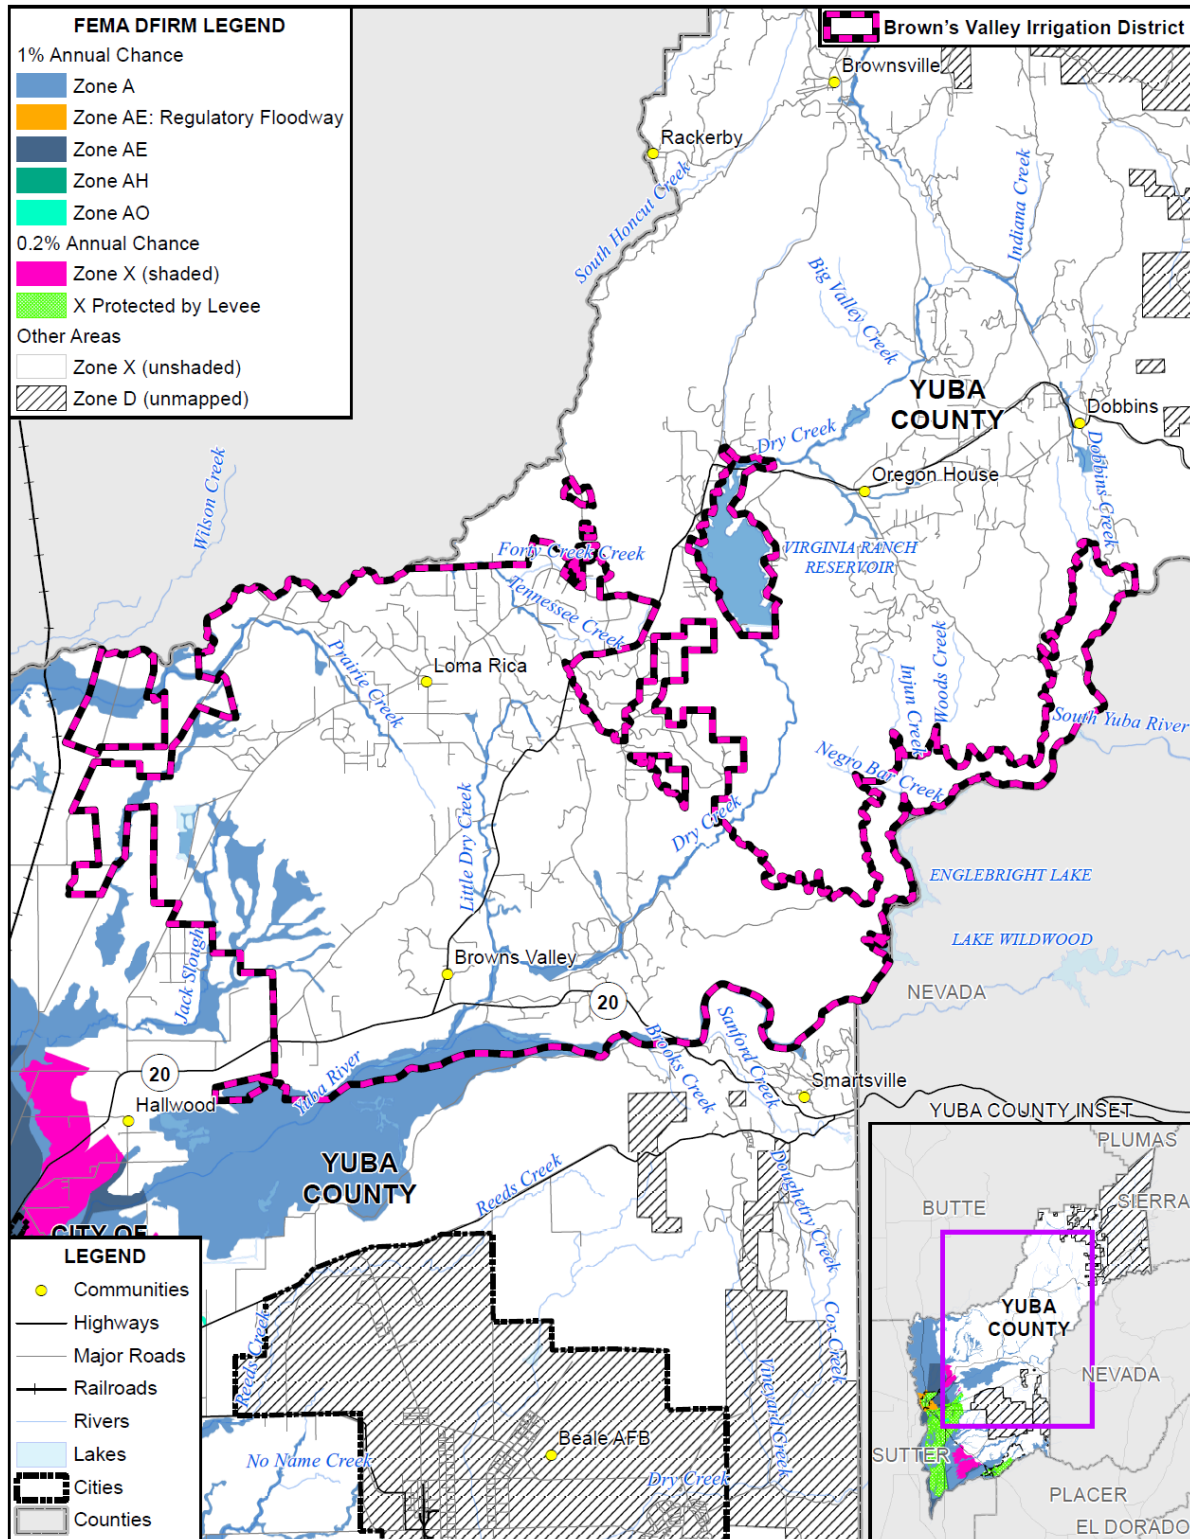 FEMA DFIRM LEGEND
1% Annual Chance
Zone A
Zone AE: Regulatory Floodway
Zone AE
Zone AH
Zone AO
0.2% Annual Chance
Zone X (shaded)
X Protected by Levee
Other Areas
Zone X (unshaded)
Zone D (unmapped)
Brown's Valley Irrigation District
Brownsville
Rackerby
South Honcut Creek
Indiana Creek
Big Valley Creek
YUBA
COUNTY
Dobbins
Dry Creek
Dobbins Creek
Oregon House
Wilson Creek
Forty Creek Creek
VIRGINIA RANCH
RESERVOIR
Tennessee Creek
Prairie Creek
Loma Rica
Injun Creek
Woods Creek
South Yuba River
Negro Bar Creek
Dry Creek
Little Dry Creek
ENGLEBRIGHT LAKE
LAKE WILDWOOD
Jack Slough
Browns Valley
NEVADA
20
Sanford Creek
Brooks Creek
20
Yuba River
Smartsville
Hallwood
YUBA COUNTY INSET
YUBA
COUNTY
Reeds Creek
Doughetry Creek
CITY OF
Reeds Creek
Cox Creek
Vineyard Creek
No Name Creek
Beale AFB
Dry Creek
LEGEND
Communities
Highways
Major Roads
Railroads
Rivers
Lakes
Cities
Counties
PLUMAS
BUTTE
SIERRA
YUBA
COUNTY
NEVADA
SUTTER
PLACER
EL DORADO